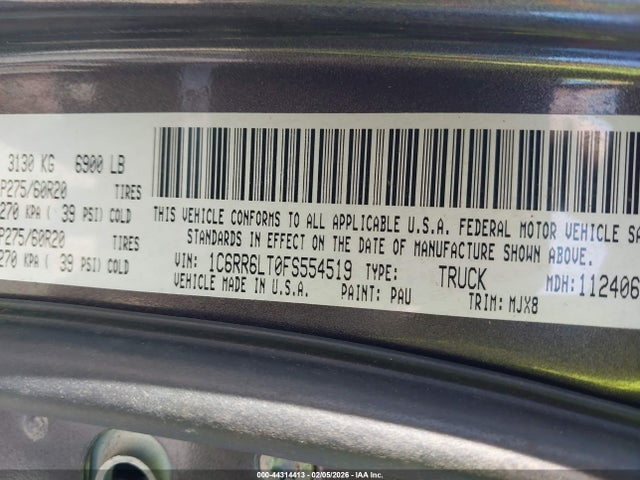 3130 KG 6900 LB
P275/60R20 TIRES
270 KPA ( 39 PSI) COLD
P275/60R20 TIRES
270 KPA ( 39 PSI) COLD
THIS VEHICLE CONFORMS TO ALL APPLICABLE U.S.A. FEDERAL MOTOR VEHICLE SA
STANDARDS IN EFFECT ON THE DATE OF MANUFACTURE SHOWN ABOVE.
VIN: 1C6RR6LT0FS554519 TYPE: TRUCK MDH:112406
VEHICLE MADE IN U.S.A. PAINT: PAU TRIM: MJX8
000-44314413 - 02/05/2026 - IAA Inc.